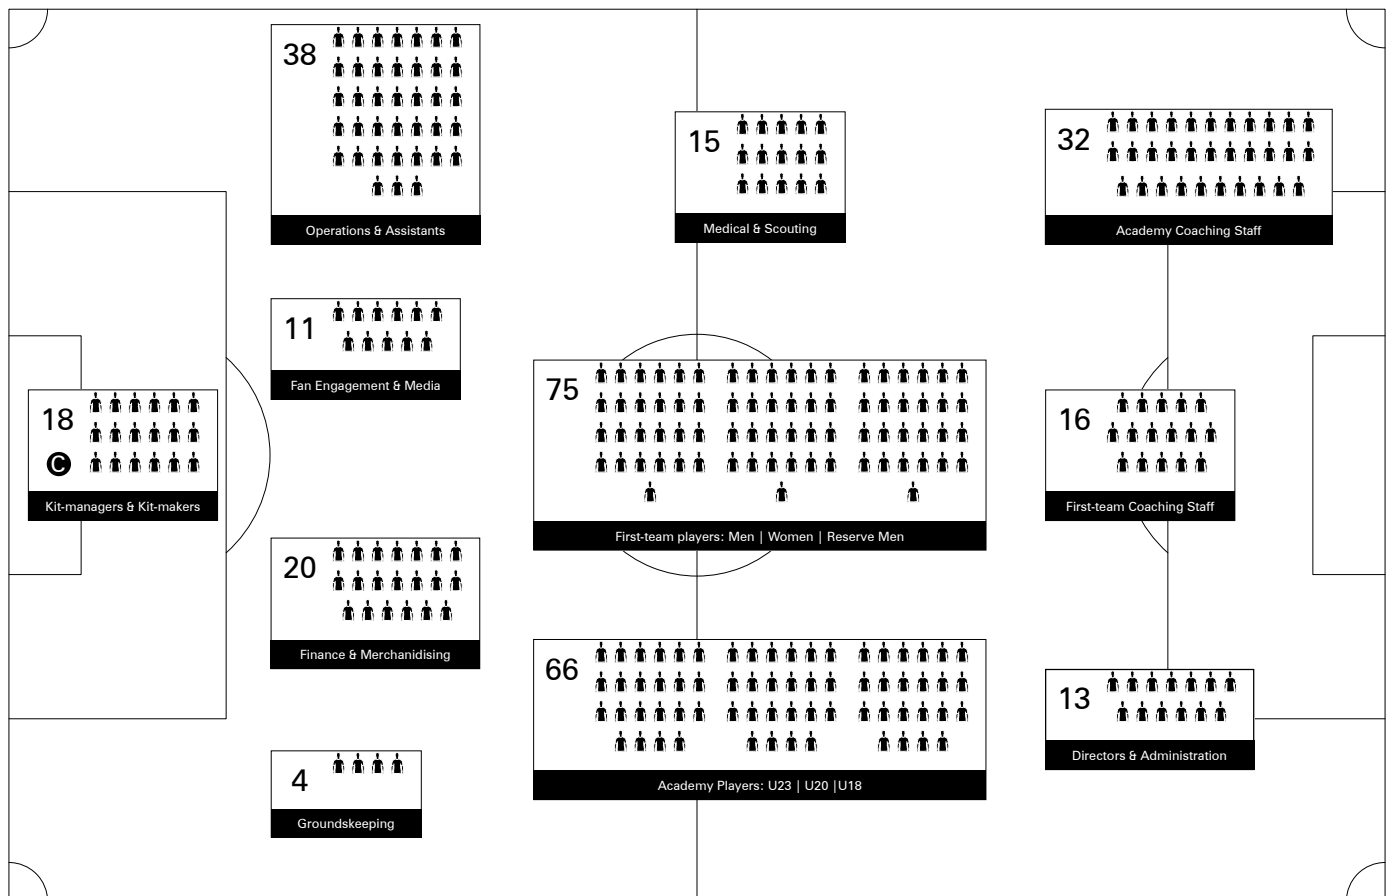 38
Operations & Assistants
15
Medical & Scouting
32
Academy Coaching Staff
11
Fan Engagement & Media
18
C
Kit-managers & Kit-makers
75
First-team players: Men | Women | Reserve Men
16
First-team Coaching Staff
20
Finance & Merchanidising
66
Academy Players: U23 | U20 |U18
13
Directors & Administration
4
Groundskeeping